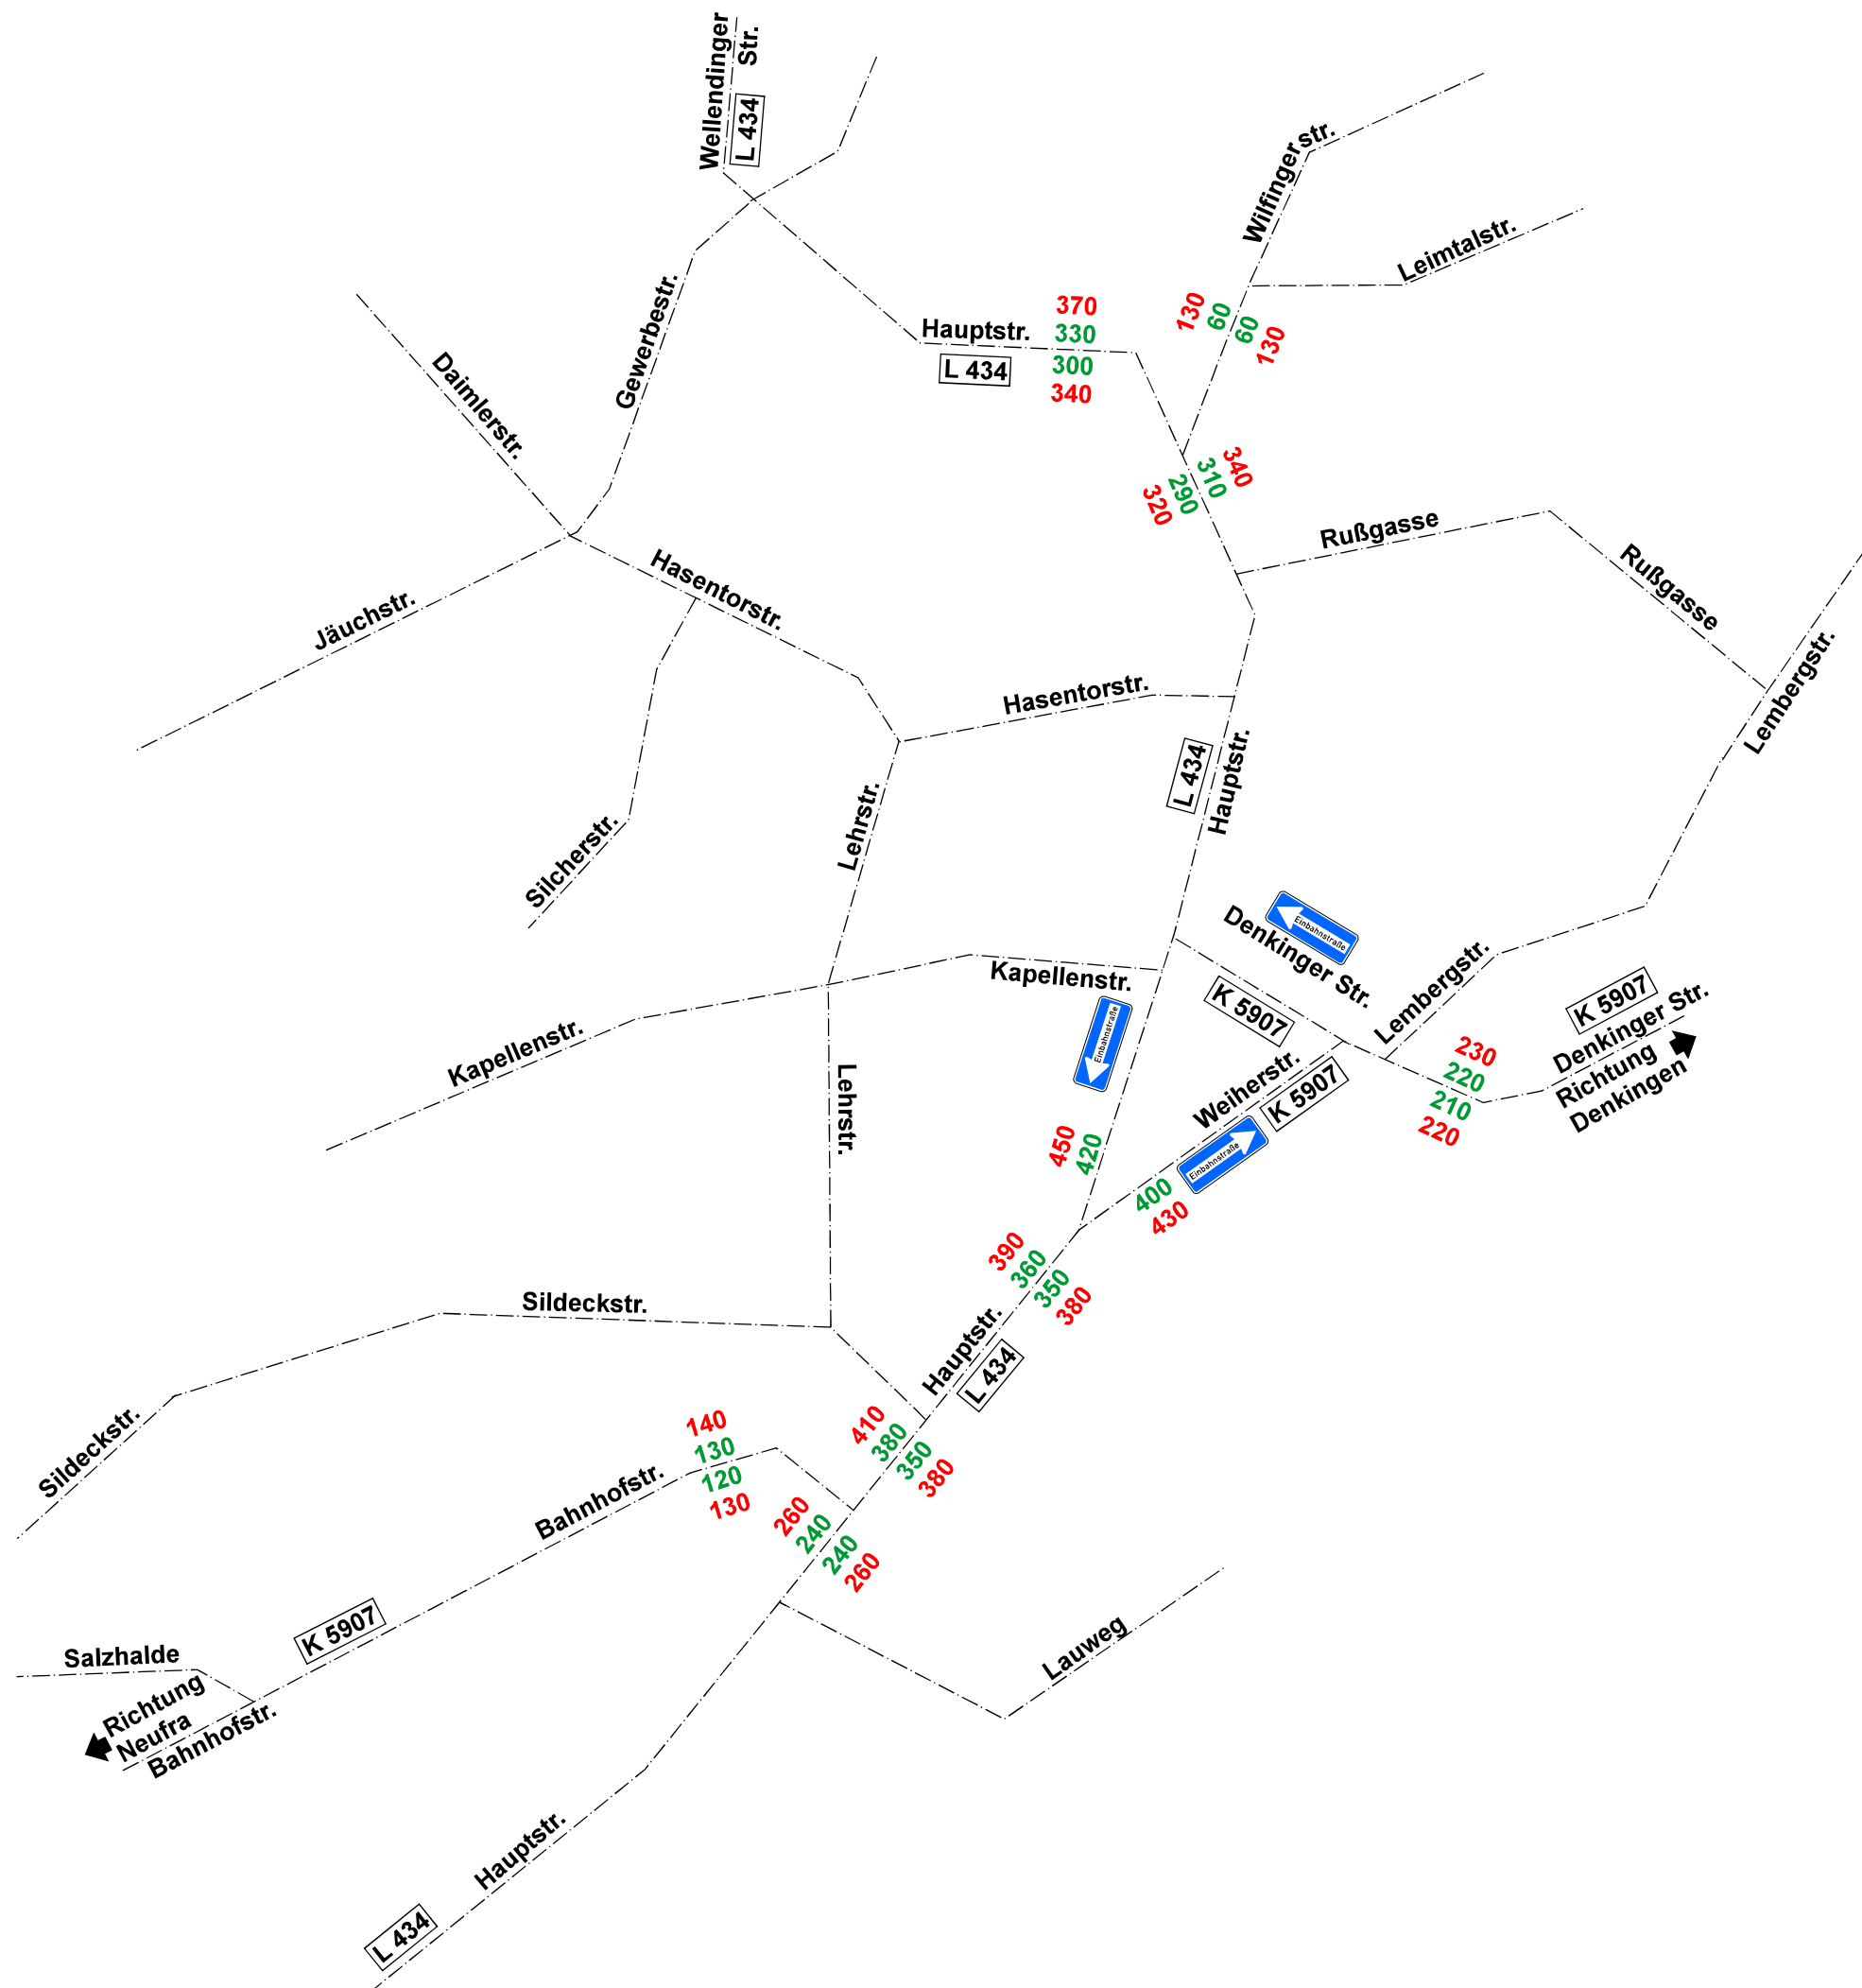 Wellendinger
Str.
L 434
Wilfingerstr.
Leimtalstr.
Gewerbestr.
Daimlerstr.
Hauptstr.
L 434
370
330
300
340
130
60
60
130
320
290
310
340
Rußgasse
Rußgasse
Lembergstr.
Hasentorstr.
Jäuchstr.
Hasentorstr.
L 434
Hauptstr.
Lehrstr.
Silcherstr.
Einbahnstraße
Denkinger Str.
K 5907
Kapellenstr.
Einbahnstraße
Kapellenstr.
Lembergstr.
K 5907
Denkinger Str.
Richtung
Denkingen
230
220
210
220
Weiherstr.
K 5907
Einbahnstraße
Lehrstr.
450
420
400
430
390
360
350
380
Sildeckstr.
Hauptstr.
L 434
Sildeckstr.
410
380
350
380
140
130
120
130
Bahnhofstr.
260
240
240
260
K 5907
Salzhalde
Richtung
Neufra
Bahnhofstr.
Lauweg
Hauptstr.
L 434